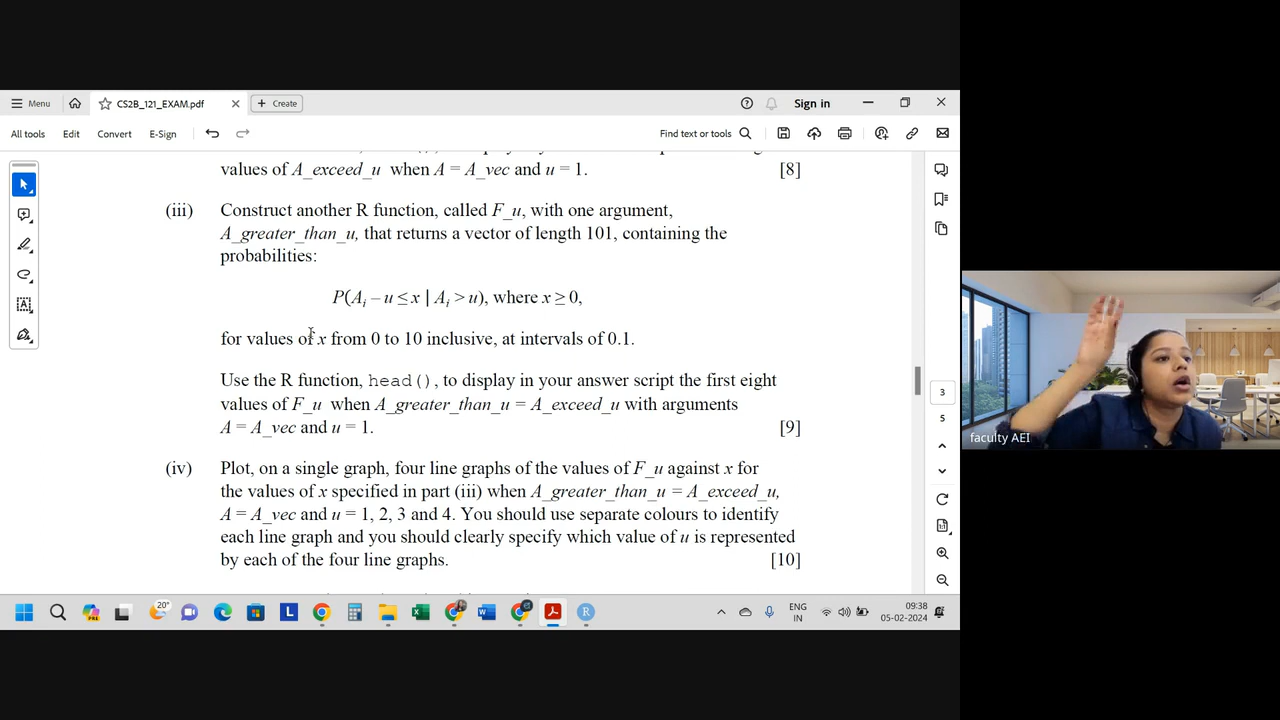 Menu
CS2B_121_EXAM.pdf
Create
Sign in
All tools
Edit
Convert
E-Sign
Find text or tools
values of A_exceed_u when A = A_vec and u = 1. [8]
(iii) Construct another R function, called F_u, with one argument,
A_greater_than_u, that returns a vector of length 101, containing the
probabilities:
P(Ai – u ≤ x | Ai > u), where x ≥ 0,
for values of x from 0 to 10 inclusive, at intervals of 0.1.
Use the R function, head(), to display in your answer script the first eight
values of F_u when A_greater_than_u = A_exceed_u with arguments
A = A_vec and u = 1. [9]
(iv) Plot, on a single graph, four line graphs of the values of F_u against x for
the values of x specified in part (iii) when A_greater_than_u = A_exceed_u,
A = A_vec and u = 1, 2, 3 and 4. You should use separate colours to identify
each line graph and you should clearly specify which value of u is represented
by each of the four line graphs. [10]
3
5
faculty AEI
20°
ENG
IN
09:38
05-02-2024